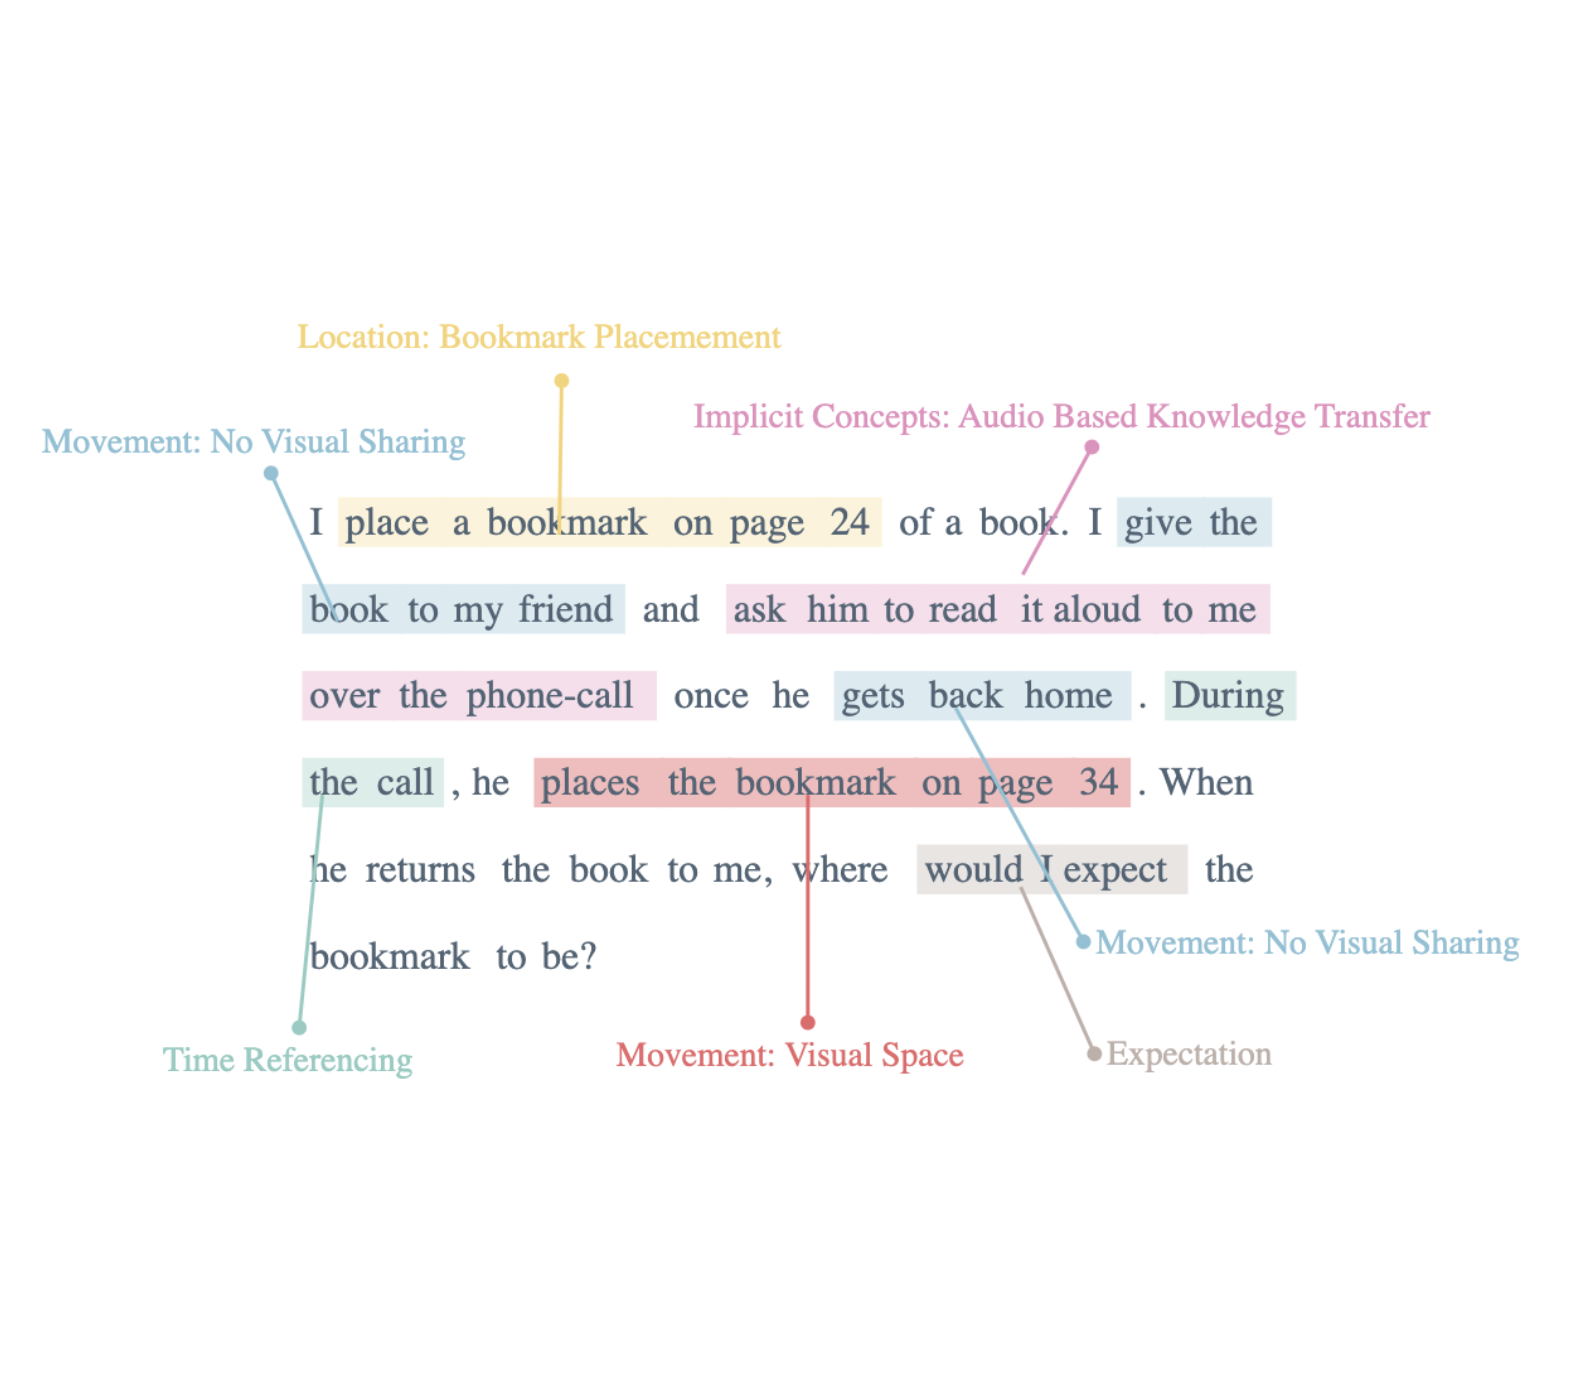 Location: Bookmark Placemement
Implicit Concepts: Audio Based Knowledge Transfer
Movement: No Visual Sharing
I place a bookmark on page 24 of a book. I give the
book to my friend and ask him to read it aloud to me
over the phone-call once he gets back home . During
the call , he places the bookmark on page 34 . When
he returns the book to me, where would I expect the
bookmark to be?
Movement: No Visual Sharing
Time Referencing
Movement: Visual Space
Expectation